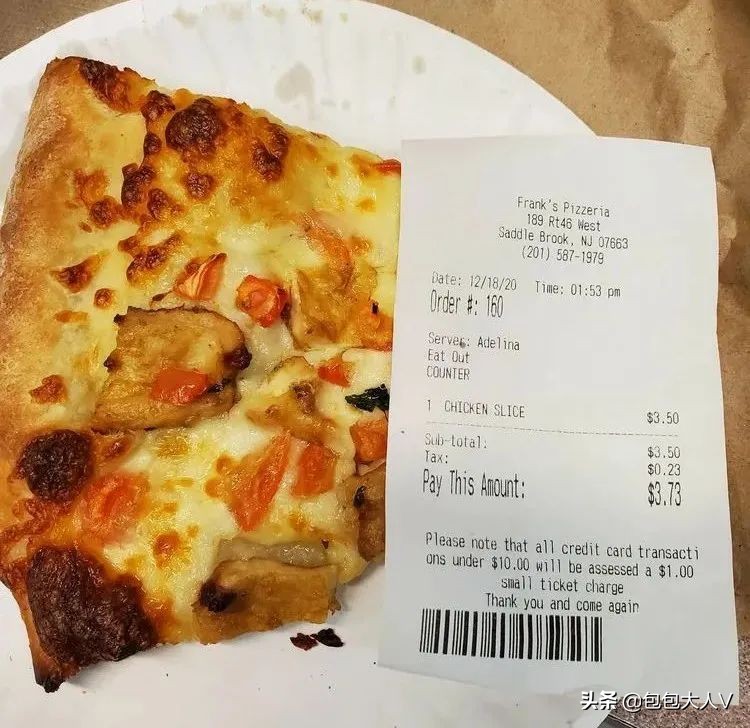 Frank's Pizzeria
189 Rt46 West
Saddle Brook, NJ 07663
(201) 587-1979
Date: 12/18/20 Time: 01:53 pm
Order #: 160
Server: Adelina
Eat Out
COUNTER
1 CHICKEN SLICE $3.50
Sub-total: $3.50
Tax: $0.23
Pay This Amount: $3.73
Please note that all credit card transacti
ons under $10.00 will be assessed a $1.00
small ticket charge
Thank you and come again
头条 @包包大人V